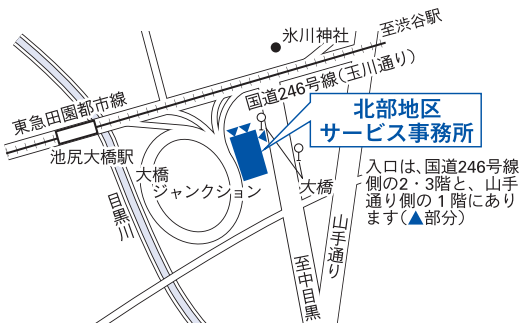 至渋谷駅
氷川神社
国道246号線(玉川通り)
東急田園都市線
池尻大橋駅
北部地区
サービス事務所
大橋
ジャンクション
大橋
目黒川
山手通り
至中目黒
入口は、国道246号線
側の2・3階と、山手
通り側の1階にあり
ます(▲部分)